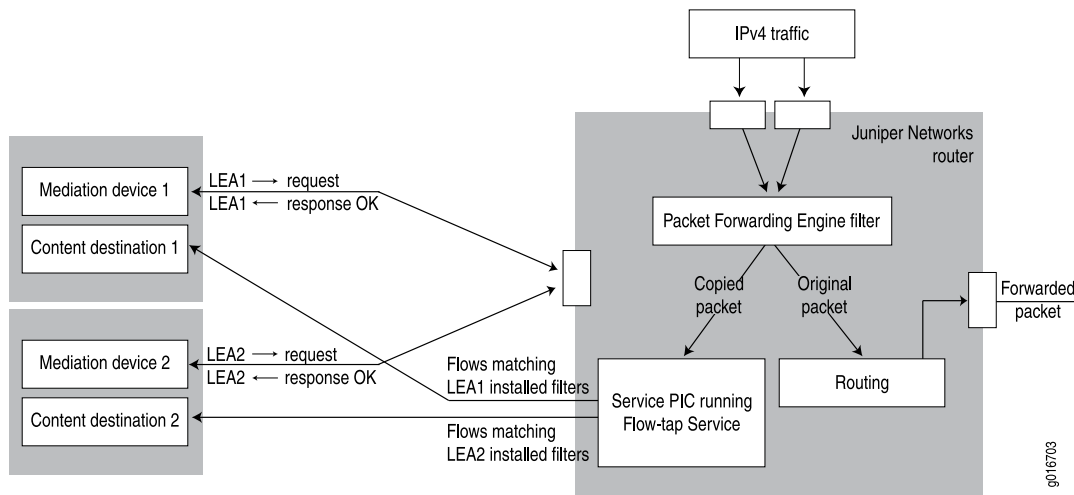 IPv4 traffic
Juniper Networks
router
Mediation device 1
LEA1 → request
LEA1 ← response OK
Content destination 1
Packet Forwarding Engine filter
Copied
packet
Original
packet
Forwarded
packet
Mediation device 2
LEA2 → request
LEA2 ← response OK
Content destination 2
Flows matching
LEA1 installed filters
Service PIC running
Flow-tap Service
Routing
Flows matching
LEA2 installed filters
g016703